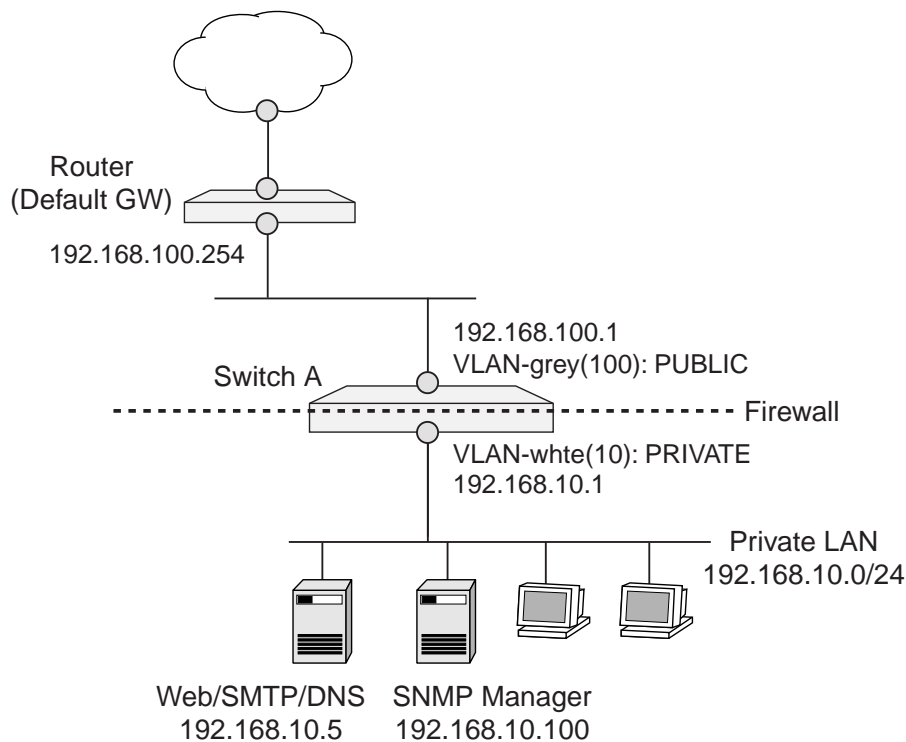 Router
(Default GW)
192.168.100.254
192.168.100.1
VLAN-grey(100): PUBLIC
Switch A
Firewall
VLAN-whte(10): PRIVATE
192.168.10.1
Private LAN
192.168.10.0/24
Web/SMTP/DNS
192.168.10.5
SNMP Manager
192.168.10.100